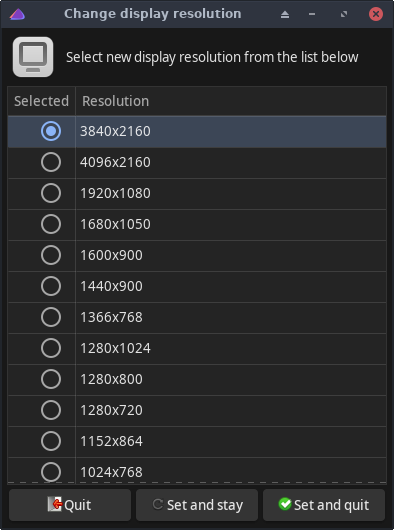 Change display resolution
Select new display resolution from the list below
Selected Resolution
3840x2160
4096x2160
1920x1080
1680x1050
1600x900
1440x900
1366x768
1280x1024
1280x800
1280x720
1152x864
1024x768
Quit Set and stay Set and quit